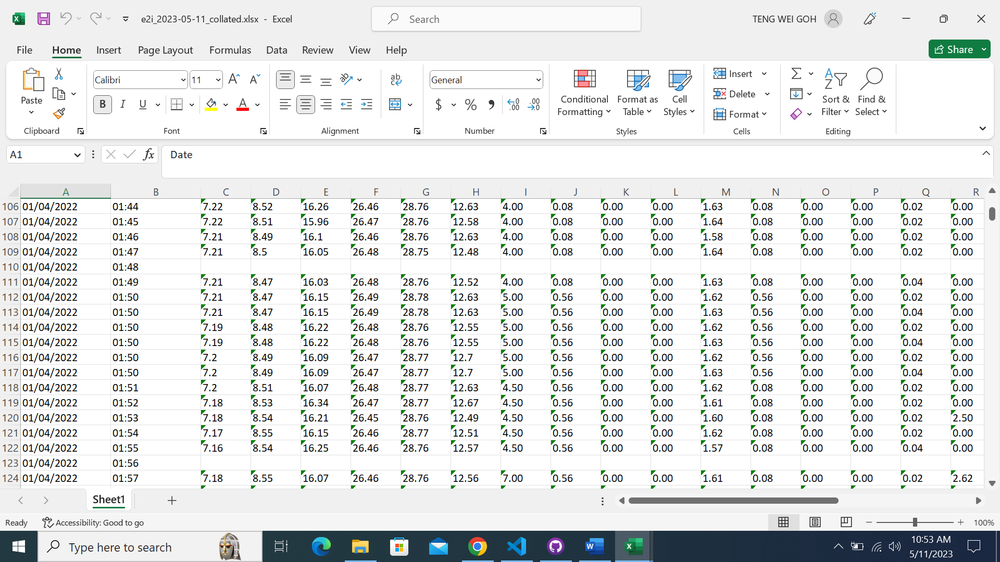 e2i_2023-05-11_collated.xlsx - Excel
Search
TENG WEI GOH
File Home Insert Page Layout Formulas Data Review View Help
Share
Paste
Clipboard
Calibri 11
B I U
Font
ab
Alignment
General
$ % ,
Number
Conditional Formatting
Format as Table
Cell Styles
Styles
Insert
Delete
Format
Cells
Sort & Filter
Find & Select
Editing
A1 fx Date
A B C D E F G H I J K L M N O P Q R
106 01/04/2022 01:44 7.22 8.52 16.26 26.46 28.76 12.63 4.00 0.08 0.00 0.00 1.63 0.08 0.00 0.00 0.02 0.00
107 01/04/2022 01:45 7.22 8.51 15.96 26.47 28.76 12.58 4.00 0.08 0.00 0.00 1.64 0.08 0.00 0.00 0.02 0.00
108 01/04/2022 01:46 7.21 8.49 16.1 26.46 28.76 12.63 4.00 0.08 0.00 0.00 1.58 0.08 0.00 0.00 0.02 0.00
109 01/04/2022 01:47 7.21 8.5 16.05 26.48 28.75 12.48 4.00 0.08 0.00 0.00 1.64 0.08 0.00 0.00 0.02 0.00
110 01/04/2022 01:48
111 01/04/2022 01:49 7.21 8.47 16.03 26.48 28.76 12.52 4.00 0.08 0.00 0.00 1.63 0.08 0.00 0.00 0.04 0.00
112 01/04/2022 01:50 7.21 8.47 16.15 26.49 28.78 12.63 5.00 0.56 0.00 0.00 1.62 0.56 0.00 0.00 0.02 0.00
113 01/04/2022 01:50 7.21 8.47 16.15 26.49 28.78 12.63 5.00 0.56 0.00 0.00 1.63 0.56 0.00 0.00 0.04 0.00
114 01/04/2022 01:50 7.19 8.48 16.22 26.48 28.76 12.55 5.00 0.56 0.00 0.00 1.62 0.56 0.00 0.00 0.02 0.00
115 01/04/2022 01:50 7.19 8.48 16.22 26.48 28.76 12.55 5.00 0.56 0.00 0.00 1.63 0.56 0.00 0.00 0.04 0.00
116 01/04/2022 01:50 7.2 8.49 16.09 26.47 28.77 12.7 5.00 0.56 0.00 0.00 1.62 0.56 0.00 0.00 0.02 0.00
117 01/04/2022 01:50 7.2 8.49 16.09 26.47 28.77 12.7 5.00 0.56 0.00 0.00 1.63 0.56 0.00 0.00 0.04 0.00
118 01/04/2022 01:51 7.2 8.51 16.07 26.48 28.77 12.63 4.50 0.56 0.00 0.00 1.62 0.08 0.00 0.00 0.02 0.00
119 01/04/2022 01:52 7.18 8.53 16.34 26.47 28.77 12.67 4.50 0.56 0.00 0.00 1.61 0.08 0.00 0.00 0.02 0.00
120 01/04/2022 01:53 7.18 8.54 16.21 26.45 28.76 12.49 4.50 0.56 0.00 0.00 1.60 0.08 0.00 0.00 0.02 2.50
121 01/04/2022 01:54 7.17 8.55 16.15 26.46 28.77 12.51 4.50 0.56 0.00 0.00 1.62 0.08 0.00 0.00 0.02 0.00
122 01/04/2022 01:55 7.16 8.54 16.25 26.46 28.76 12.57 4.50 0.56 0.00 0.00 1.57 0.08 0.00 0.00 0.04 0.00
123 01/04/2022 01:56
124 01/04/2022 01:57 7.18 8.55 16.07 26.46 28.76 12.56 7.00 0.56 0.00 0.00 1.61 0.08 0.00 0.00 0.02 2.62
Sheet1
Ready Accessibility: Good to go 100%
Type here to search
10:53 AM
5/11/2023